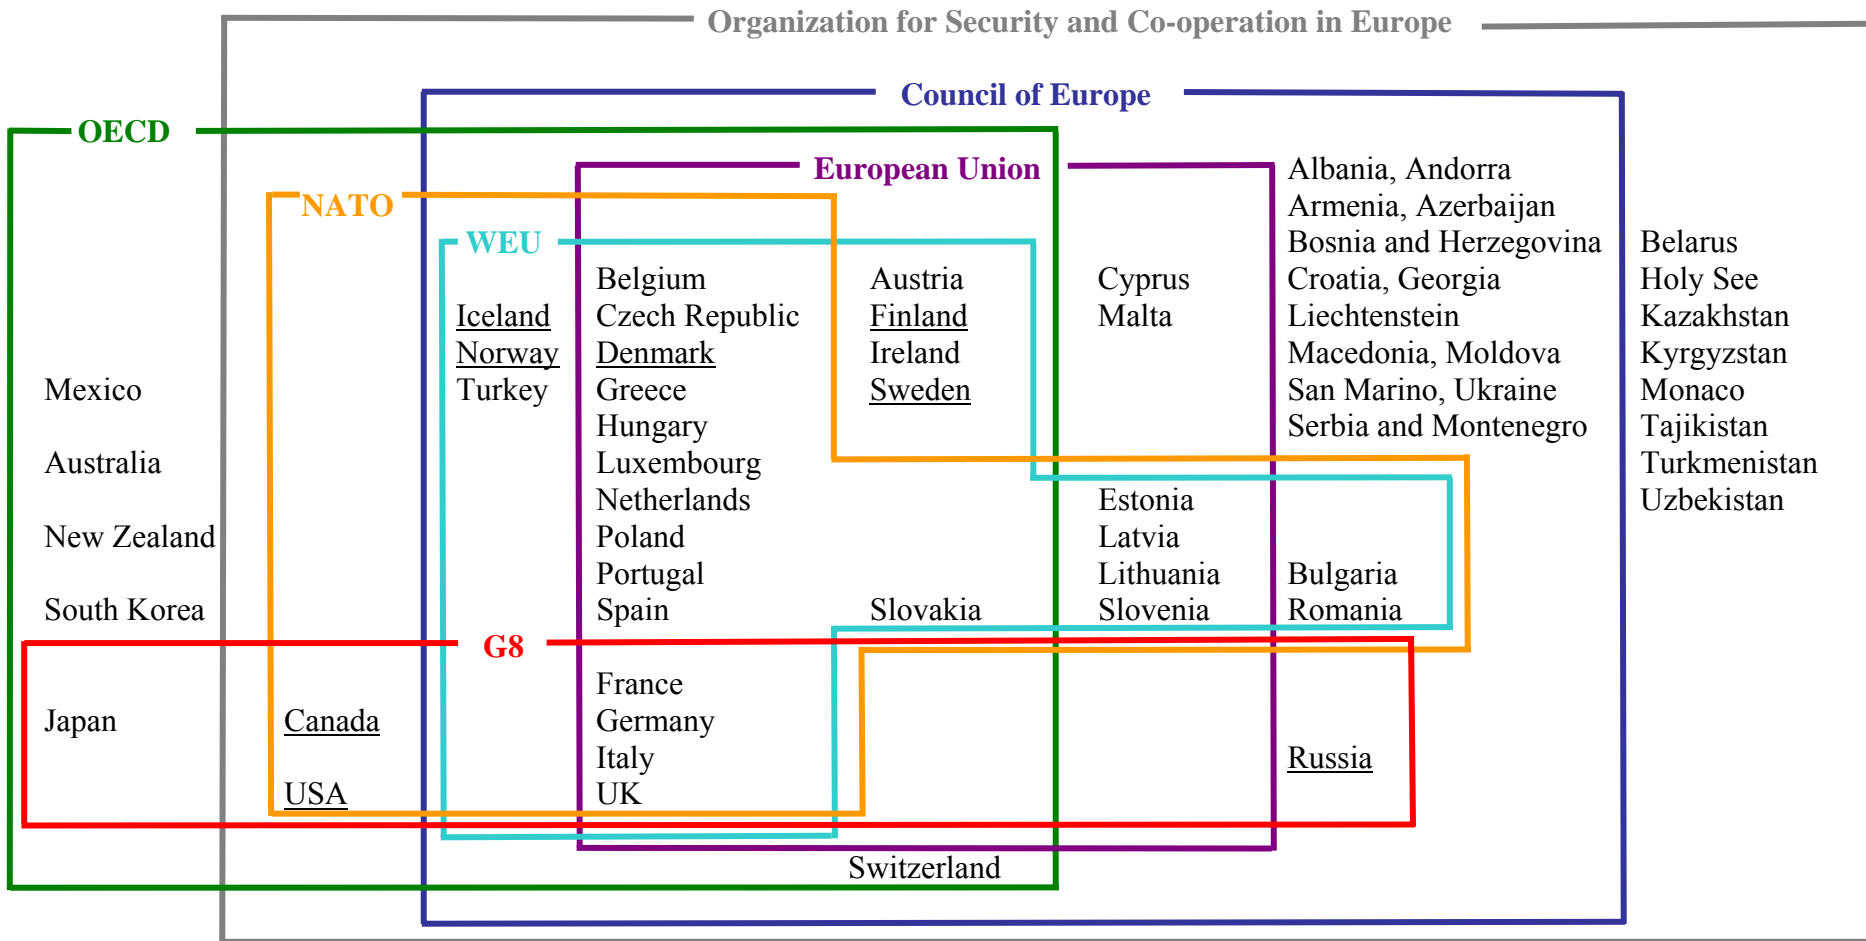 Organization for Security and Co-operation in Europe
Council of Europe
OECD
European Union
Albania, Andorra
NATO
Armenia, Azerbaijan
WEU
Bosnia and Herzegovina
Belarus
Belgium
Austria
Cyprus
Croatia, Georgia
Holy See
Iceland
Czech Republic
Finland
Malta
Liechtenstein
Kazakhstan
Norway
Denmark
Ireland
Macedonia, Moldova
Kyrgyzstan
Mexico
Turkey
Greece
Sweden
San Marino, Ukraine
Monaco
Hungary
Serbia and Montenegro
Tajikistan
Australia
Luxembourg
Turkmenistan
Netherlands
Estonia
Uzbekistan
New Zealand
Poland
Latvia
Portugal
Lithuania
Bulgaria
South Korea
Spain
Slovakia
Slovenia
Romania
G8
France
Japan
Canada
Germany
Italy
Russia
USA
UK
Switzerland